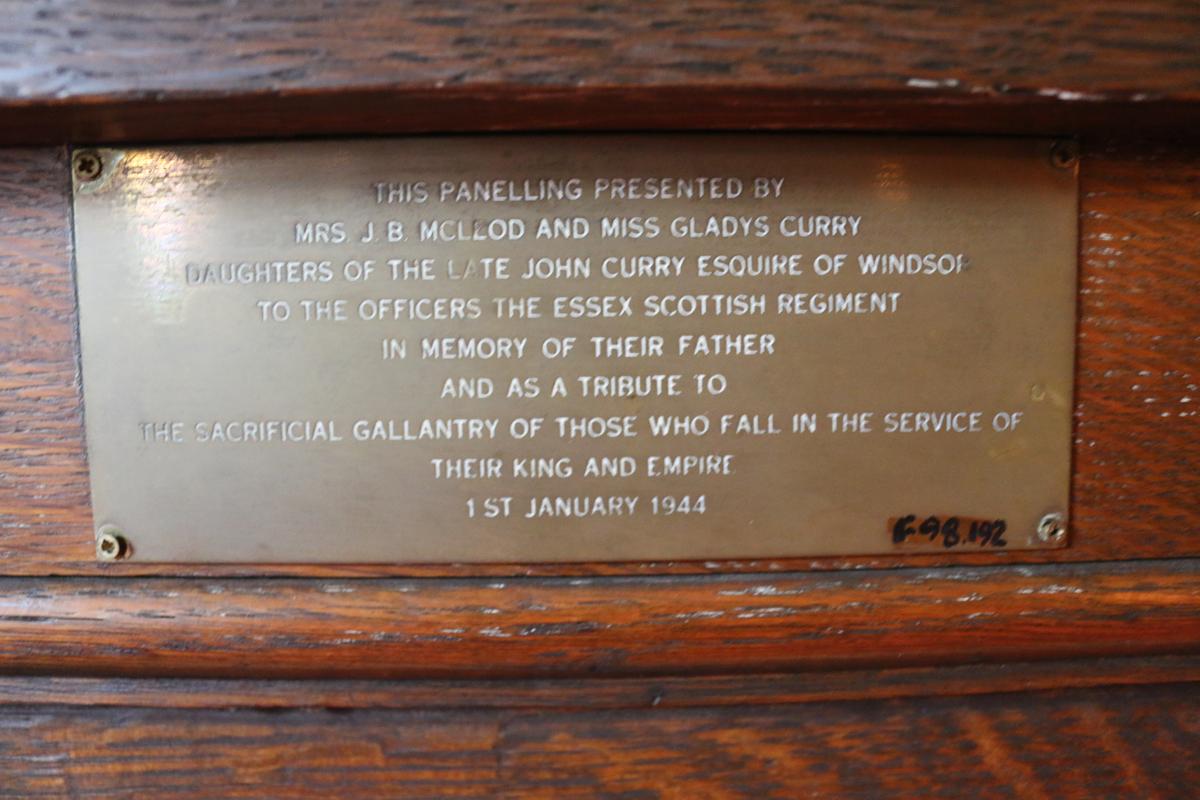 THIS PANELLING PRESENTED BY
MRS. J. B. MCLEOD AND MISS GLADYS CURRY
DAUGHTERS OF THE LATE JOHN CURRY ESQUIRE OF WINDSOR
TO THE OFFICERS THE ESSEX SCOTTISH REGIMENT
IN MEMORY OF THEIR FATHER
AND AS A TRIBUTE TO
THE SACRIFICIAL GALLANTRY OF THOSE WHO FALL IN THE SERVICE OF
THEIR KING AND EMPIRE
1ST JANUARY 1944
F98.192